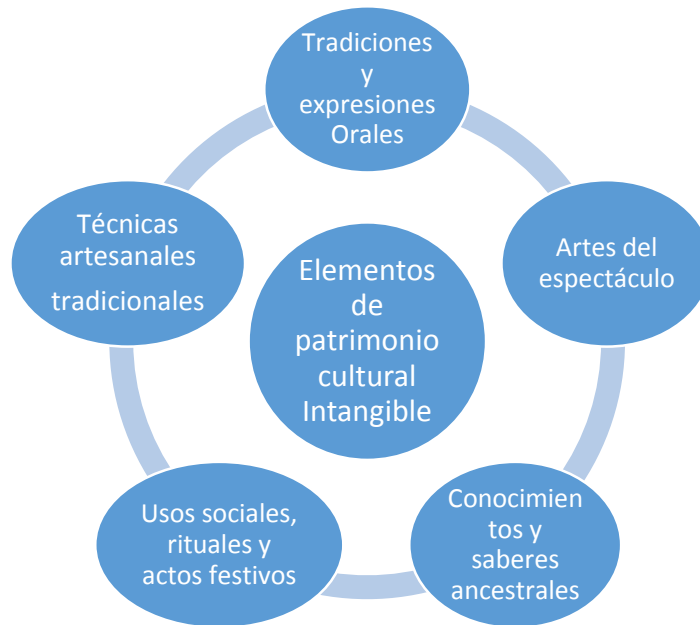 Tradiciones
y
expresiones
Orales
Artes del
espectáculo
Conocimien
tos y
saberes
ancestrales
Usos sociales,
rituales y
actos festivos
Técnicas
artesanales
tradicionales
Elementos
de
patrimonio
cultural
Intangible